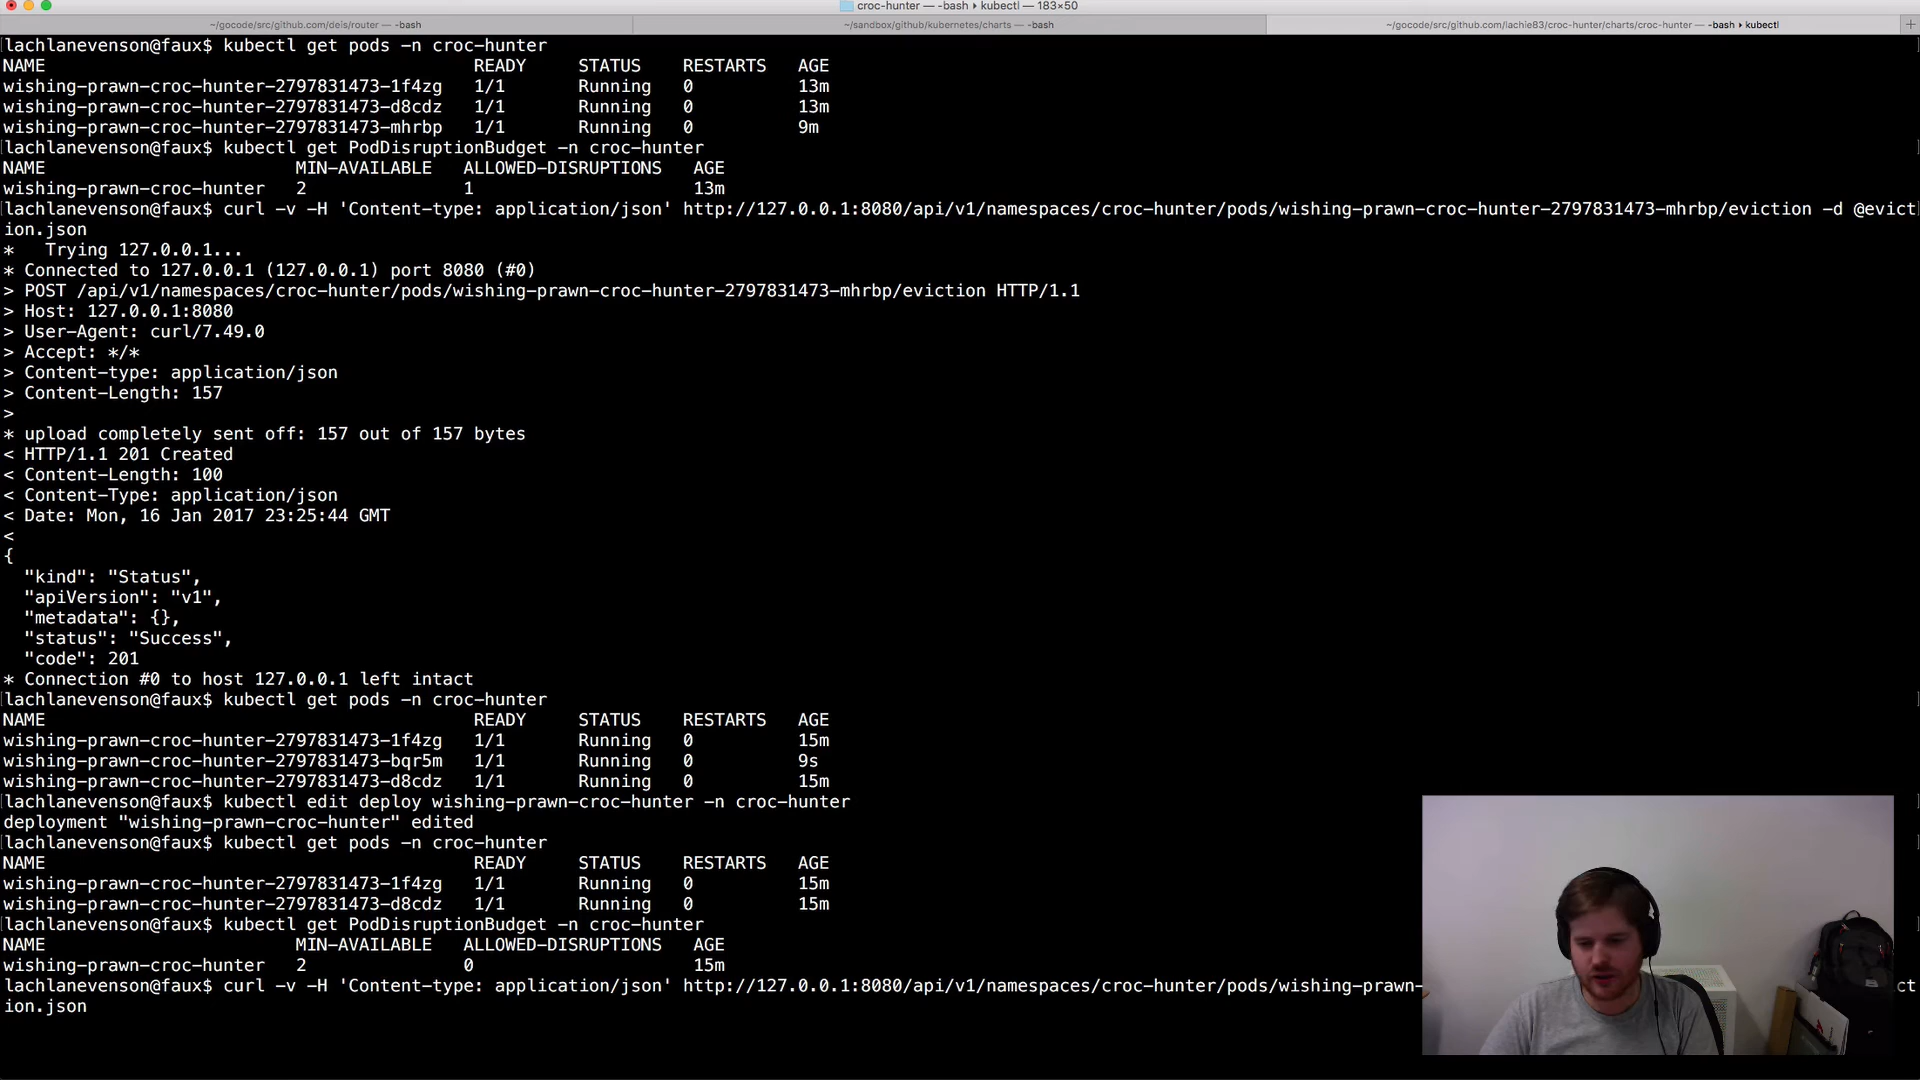 croc-hunter — -bash ▸ kubectl — 183×50
~/gocode/src/github.com/deis/router — -bash
~/sandbox/github/kubernetes/charts — -bash
~/gocode/src/github.com/lachie83/croc-hunter/charts/croc-hunter — -bash ▸ kubectl
lachlanevenson@faux$ kubectl get pods -n croc-hunter
NAME READY STATUS RESTARTS AGE
wishing-prawn-croc-hunter-2797831473-1f4zg 1/1 Running 0 13m
wishing-prawn-croc-hunter-2797831473-d8cdz 1/1 Running 0 13m
wishing-prawn-croc-hunter-2797831473-mhrbp 1/1 Running 0 9m
lachlanevenson@faux$ kubectl get PodDisruptionBudget -n croc-hunter
NAME MIN-AVAILABLE ALLOWED-DISRUPTIONS AGE
wishing-prawn-croc-hunter 2 1 13m
lachlanevenson@faux$ curl -v -H 'Content-type: application/json' http://127.0.0.1:8080/api/v1/namespaces/croc-hunter/pods/wishing-prawn-croc-hunter-2797831473-mhrbp/eviction -d @evict
ion.json
* Trying 127.0.0.1...
* Connected to 127.0.0.1 (127.0.0.1) port 8080 (#0)
> POST /api/v1/namespaces/croc-hunter/pods/wishing-prawn-croc-hunter-2797831473-mhrbp/eviction HTTP/1.1
> Host: 127.0.0.1:8080
> User-Agent: curl/7.49.0
> Accept: */*
> Content-type: application/json
> Content-Length: 157
>
* upload completely sent off: 157 out of 157 bytes
< HTTP/1.1 201 Created
< Content-Length: 100
< Content-Type: application/json
< Date: Mon, 16 Jan 2017 23:25:44 GMT
<
{
"kind": "Status",
"apiVersion": "v1",
"metadata": {},
"status": "Success",
"code": 201
* Connection #0 to host 127.0.0.1 left intact
lachlanevenson@faux$ kubectl get pods -n croc-hunter
NAME READY STATUS RESTARTS AGE
wishing-prawn-croc-hunter-2797831473-1f4zg 1/1 Running 0 15m
wishing-prawn-croc-hunter-2797831473-bqr5m 1/1 Running 0 9s
wishing-prawn-croc-hunter-2797831473-d8cdz 1/1 Running 0 15m
lachlanevenson@faux$ kubectl edit deploy wishing-prawn-croc-hunter -n croc-hunter
deployment "wishing-prawn-croc-hunter" edited
lachlanevenson@faux$ kubectl get pods -n croc-hunter
NAME READY STATUS RESTARTS AGE
wishing-prawn-croc-hunter-2797831473-1f4zg 1/1 Running 0 15m
wishing-prawn-croc-hunter-2797831473-d8cdz 1/1 Running 0 15m
lachlanevenson@faux$ kubectl get PodDisruptionBudget -n croc-hunter
NAME MIN-AVAILABLE ALLOWED-DISRUPTIONS AGE
wishing-prawn-croc-hunter 2 0 15m
lachlanevenson@faux$ curl -v -H 'Content-type: application/json' http://127.0.0.1:8080/api/v1/namespaces/croc-hunter/pods/wishing-prawn- ct
ion.json